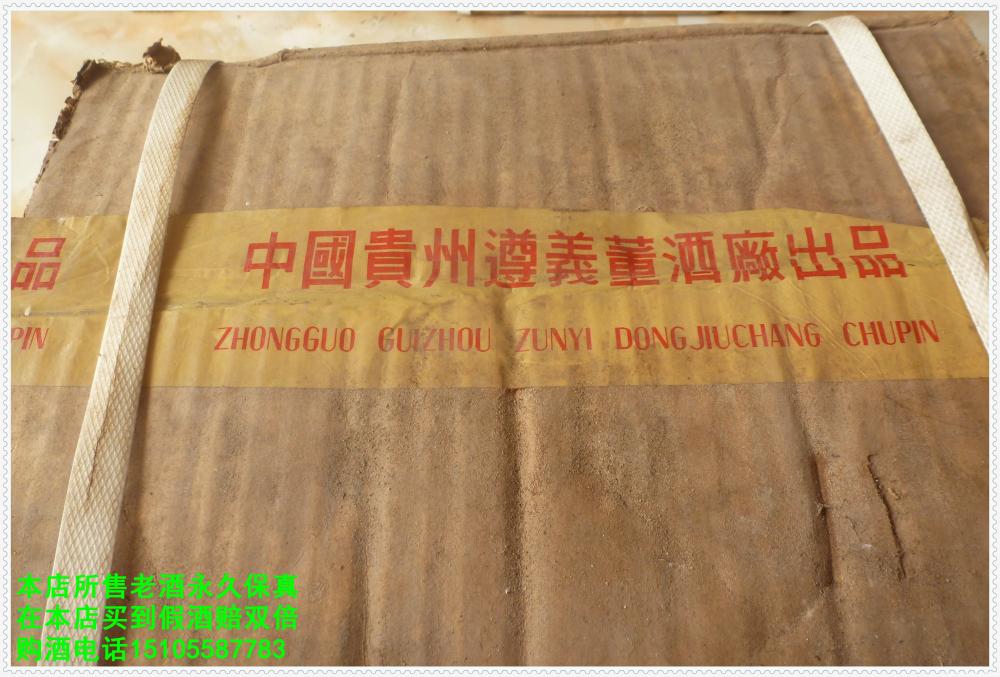 品 中國貴州遵義董酒廠出品
PIN ZHONGGUO GUIZHOU ZUNYI DONGJIUCHANG CHUPIN
本店所售老酒永久保真
在本店买到假酒赔双倍
购酒电话15105587783